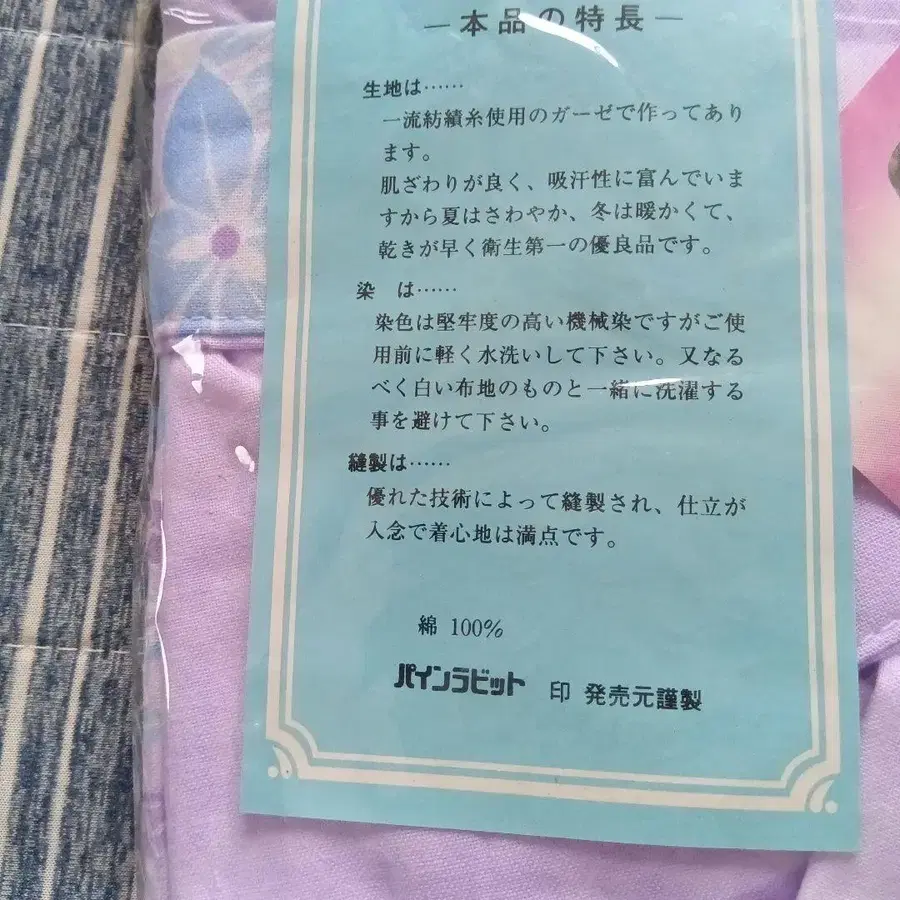 —本品の特長—
生地は……
一流紡績糸使用のガーゼで作ってあり
ます。
肌ざわりが良く、吸汗性に富んでいま
すから夏はさわやか、冬は暖かくて、
乾きが早く衛生第一の優良品です。
染　は……
染色は堅牢度の高い機械染ですがご使
用前に軽く水洗いして下さい。又なる
べく白い布地のものと一緒に洗濯する
事を避けて下さい。
縫製は……
優れた技術によって縫製され、仕立が
入念で着心地は満点です。
綿 100%
パインラビット 印 発売元謹製